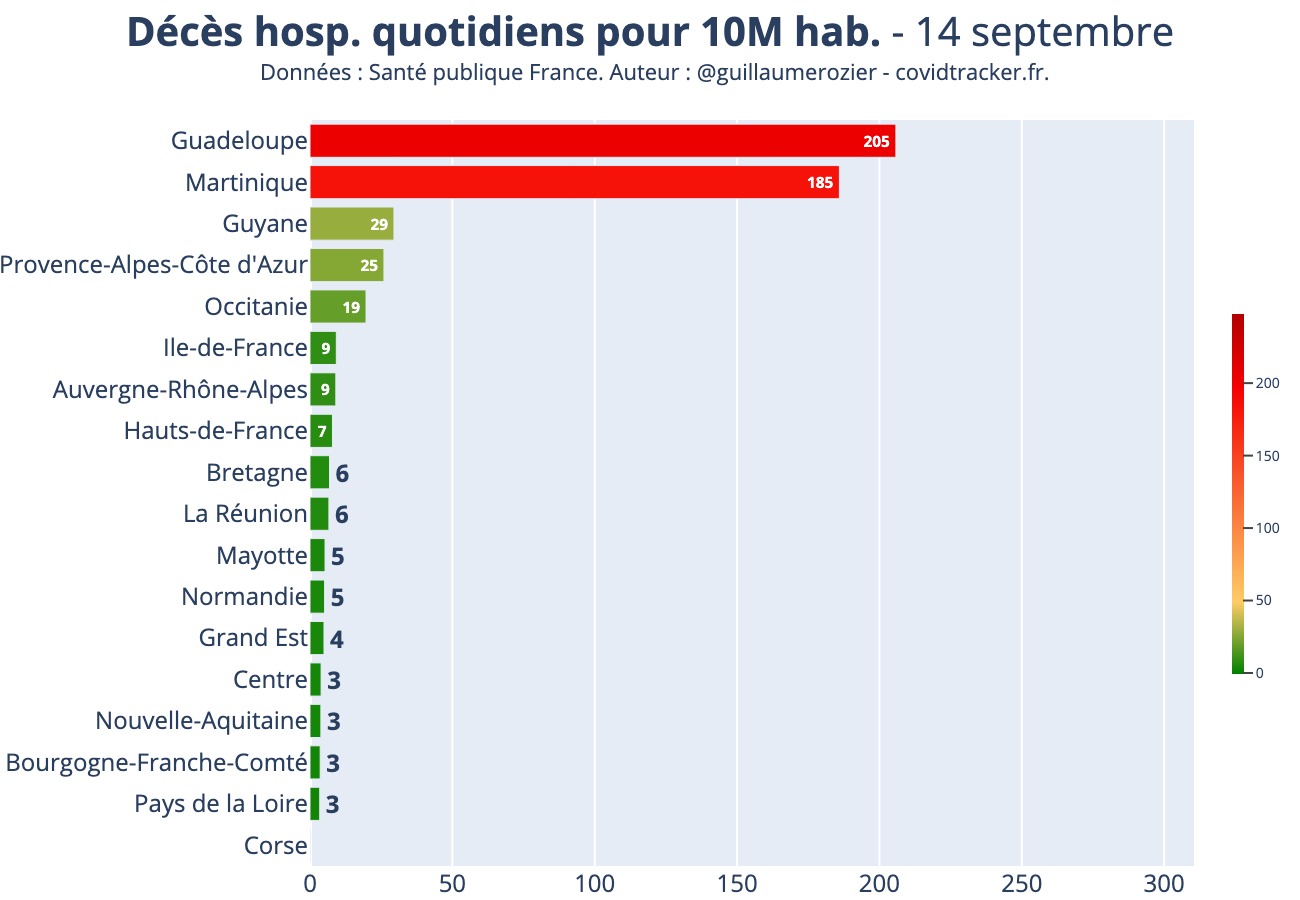 Décès hosp. quotidiens pour 10M hab. - 14 septembre
Données : Santé publique France. Auteur : @guillaumerozier - covidtracker.fr.
Guadeloupe 205
Martinique 185
Guyane 29
Provence-Alpes-Côte d'Azur 25
Occitanie 19
Ile-de-France 9
Auvergne-Rhône-Alpes 9
Hauts-de-France 7
Bretagne 6
La Réunion 6
Mayotte 5
Normandie 5
Grand Est 4
Centre 3
Nouvelle-Aquitaine 3
Bourgogne-Franche-Comté 3
Pays de la Loire 3
Corse
0 50 100 150 200 250 300
200
150
100
50
0